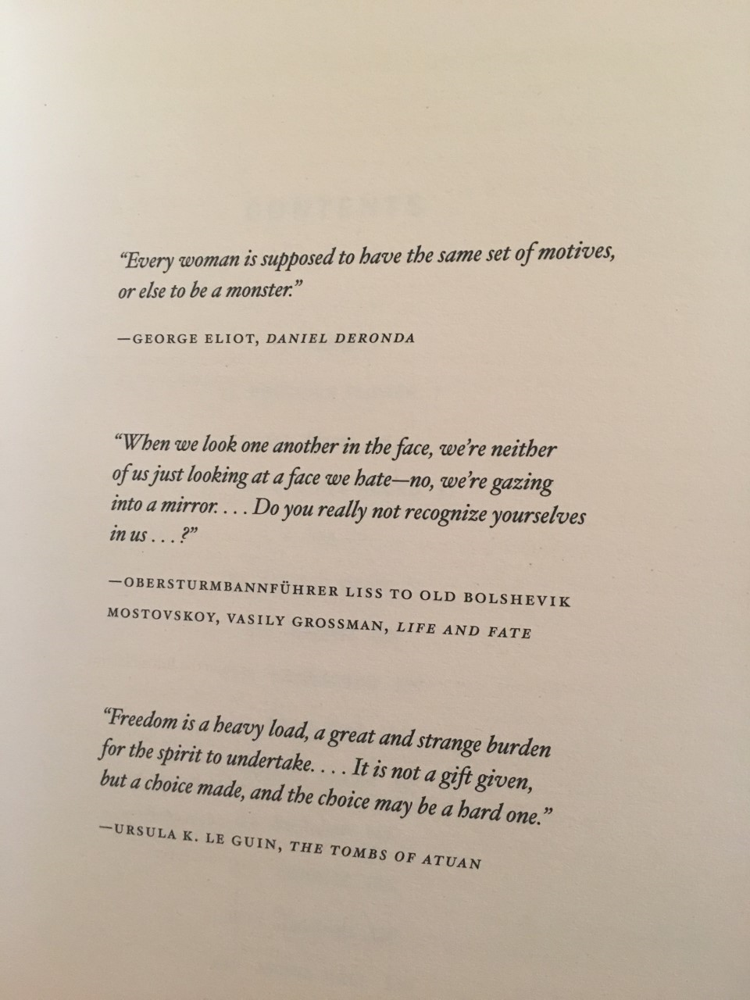 “Every woman is supposed to have the same set of motives,
or else to be a monster.”
—GEORGE ELIOT, DANIEL DERONDA
“When we look one another in the face, we’re neither
of us just looking at a face we hate—no, we’re gazing
into a mirror. . . . Do you really not recognize yourselves
in us . . . ?”
—OBERSTURMBANNFÜHRER LISS TO OLD BOLSHEVIK
MOSTOVSKOY, VASILY GROSSMAN, LIFE AND FATE
“Freedom is a heavy load, a great and strange burden
for the spirit to undertake. . . . It is not a gift given,
but a choice made, and the choice may be a hard one.”
—URSULA K. LE GUIN, THE TOMBS OF ATUAN